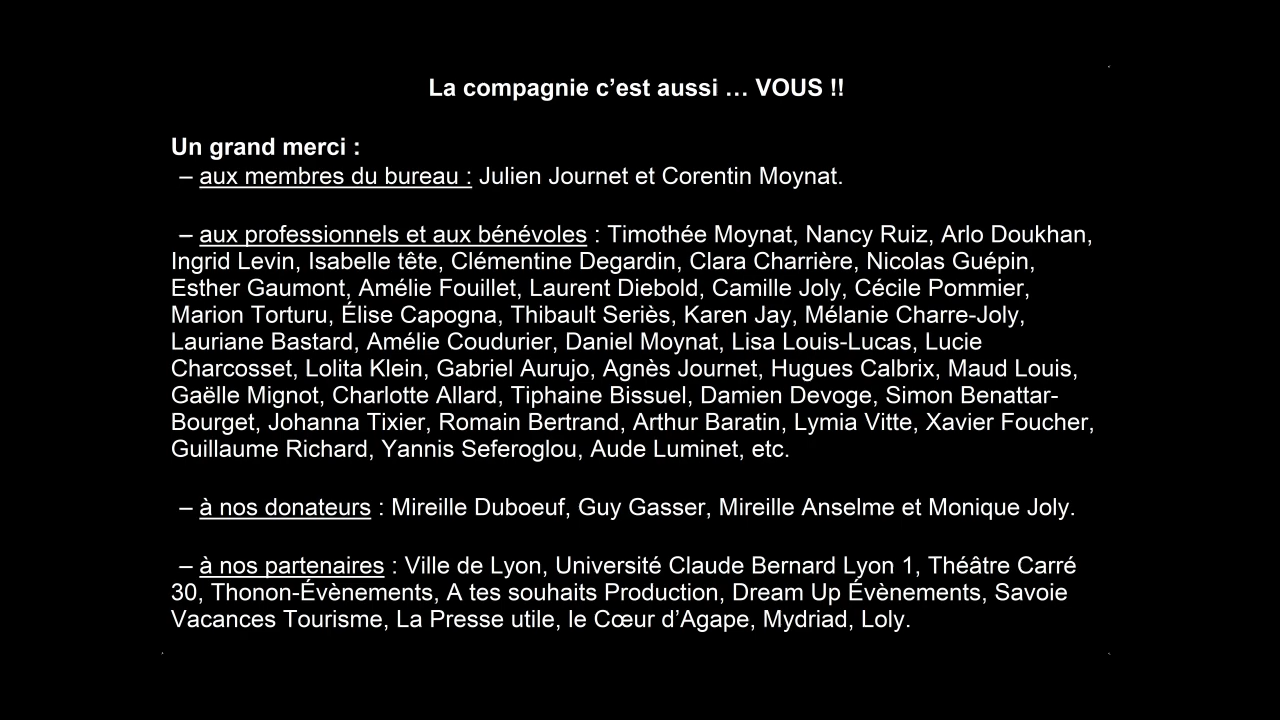 La compagnie c’est aussi … VOUS !!
Un grand merci :
– aux membres du bureau : Julien Journet et Corentin Moynat.
– aux professionnels et aux bénévoles : Timothée Moynat, Nancy Ruiz, Arlo Doukhan,
Ingrid Levin, Isabelle tête, Clémentine Degardin, Clara Charrière, Nicolas Guépin,
Esther Gaumont, Amélie Fouillet, Laurent Diebold, Camille Joly, Cécile Pommier,
Marion Torturu, Élise Capogna, Thibault Seriès, Karen Jay, Mélanie Charre-Joly,
Lauriane Bastard, Amélie Coudurier, Daniel Moynat, Lisa Louis-Lucas, Lucie
Charcosset, Lolita Klein, Gabriel Aurujo, Agnès Journet, Hugues Calbrix, Maud Louis,
Gaëlle Mignot, Charlotte Allard, Tiphaine Bissuel, Damien Devoge, Simon Benattar-
Bourget, Johanna Tixier, Romain Bertrand, Arthur Baratin, Lymia Vitte, Xavier Foucher,
Guillaume Richard, Yannis Seferoglou, Aude Luminet, etc.
– à nos donateurs : Mireille Duboeuf, Guy Gasser, Mireille Anselme et Monique Joly.
– à nos partenaires : Ville de Lyon, Université Claude Bernard Lyon 1, Théâtre Carré
30, Thonon-Évènements, A tes souhaits Production, Dream Up Évènements, Savoie
Vacances Tourisme, La Presse utile, le Cœur d’Agape, Mydriad, Loly.